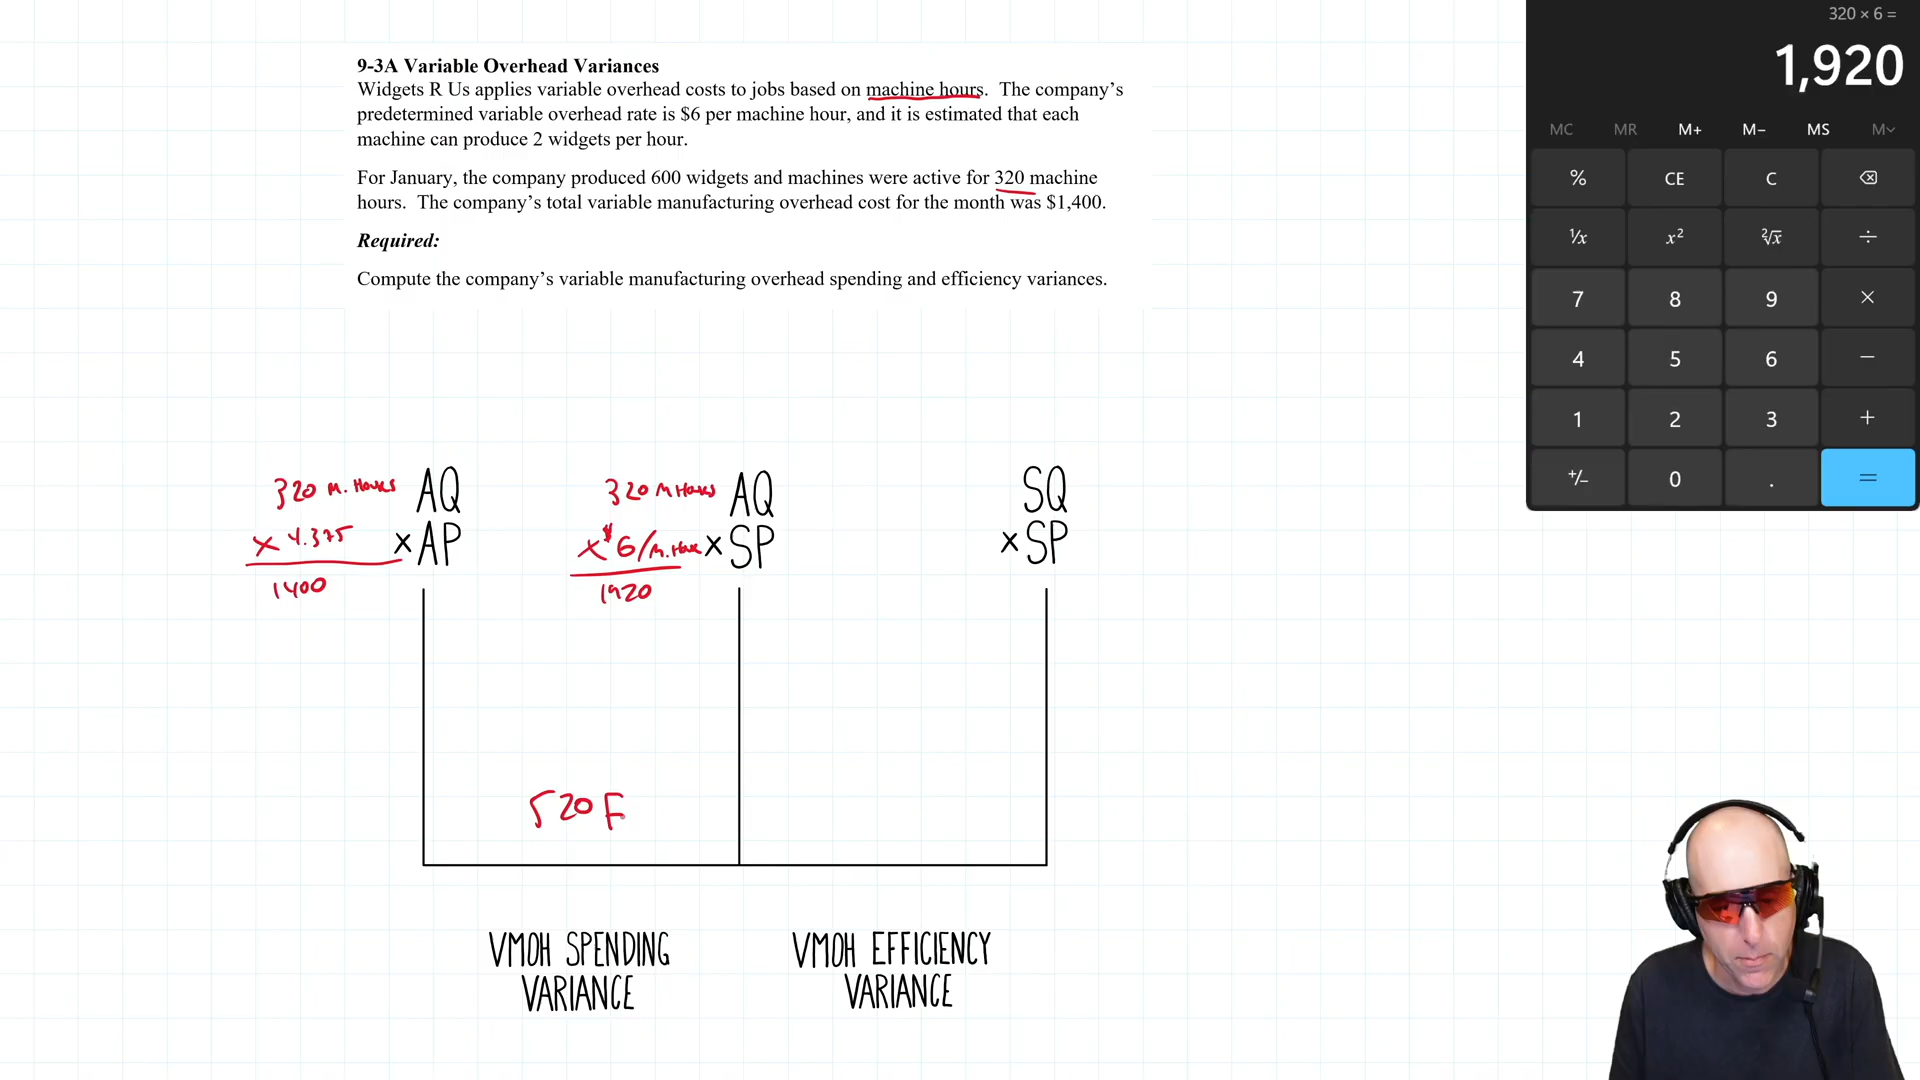 9-3A Variable Overhead Variances
Widgets R Us applies variable overhead costs to jobs based on machine hours. The company's
predetermined variable overhead rate is $6 per machine hour, and it is estimated that each
machine can produce 2 widgets per hour.
For January, the company produced 600 widgets and machines were active for 320 machine
hours. The company's total variable manufacturing overhead cost for the month was $1,400.
Required:
Compute the company's variable manufacturing overhead spending and efficiency variances.
320 × 6 =
1,920
MC MR M+ M− MS M˅
% CE C ⌫
¹/x x² ²√x ÷
7 8 9 ×
4 5 6 −
1 2 3 +
+/− 0 . =
320 M. Hours AQ
× 4.375 × AP
1400
320 M Hours AQ
× $6/M. Hour × SP
1920
SQ
× SP
520 F
VMOH SPENDING
VARIANCE
VMOH EFFICIENCY
VARIANCE